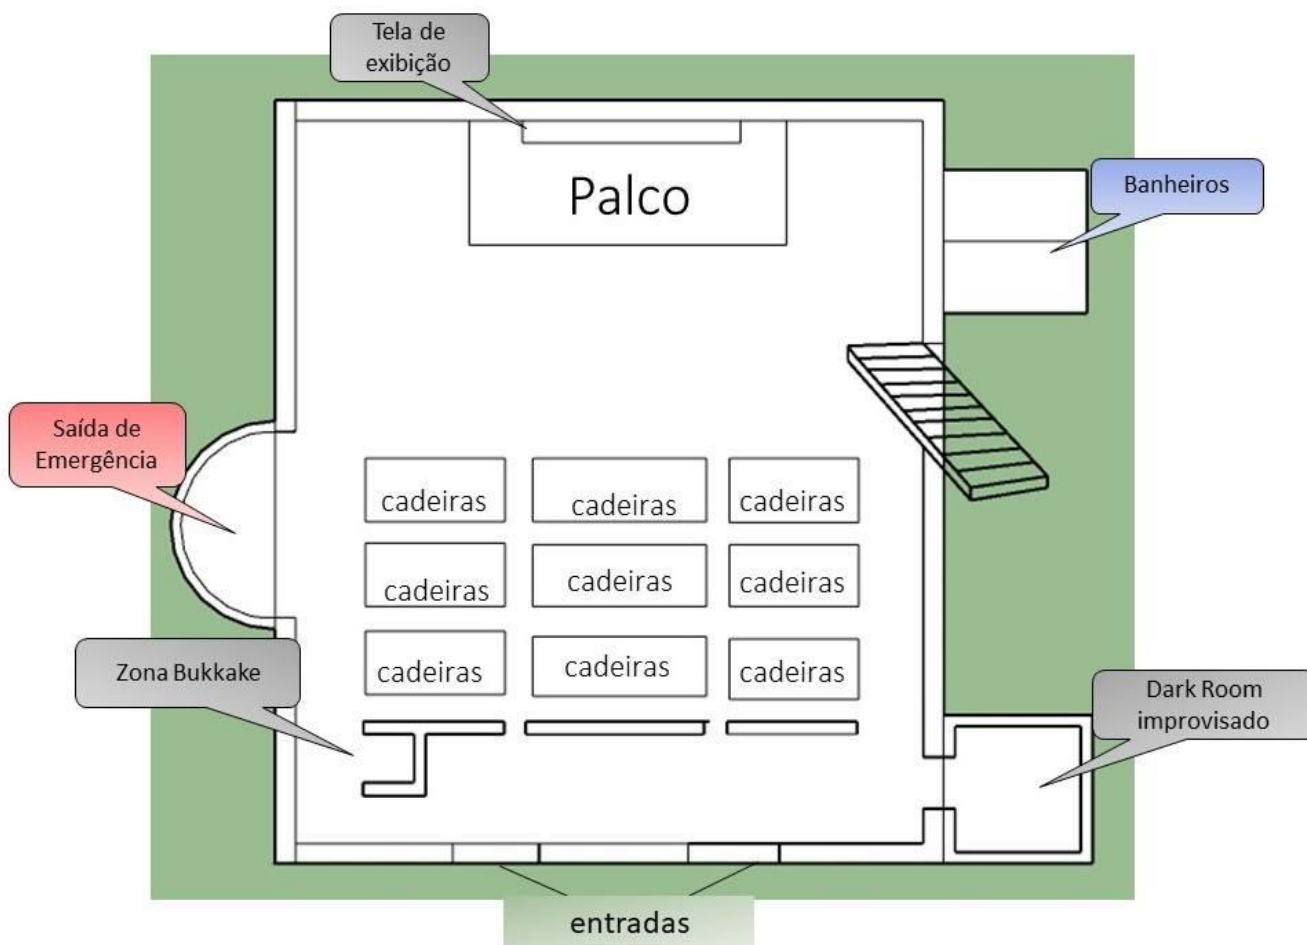 Tela de
exibição
Palco
Banheiros
Saída de
Emergência
cadeiras
cadeiras
cadeiras
cadeiras
cadeiras
cadeiras
cadeiras
cadeiras
cadeiras
Zona Bukkake
Dark Room
improvisado
entradas